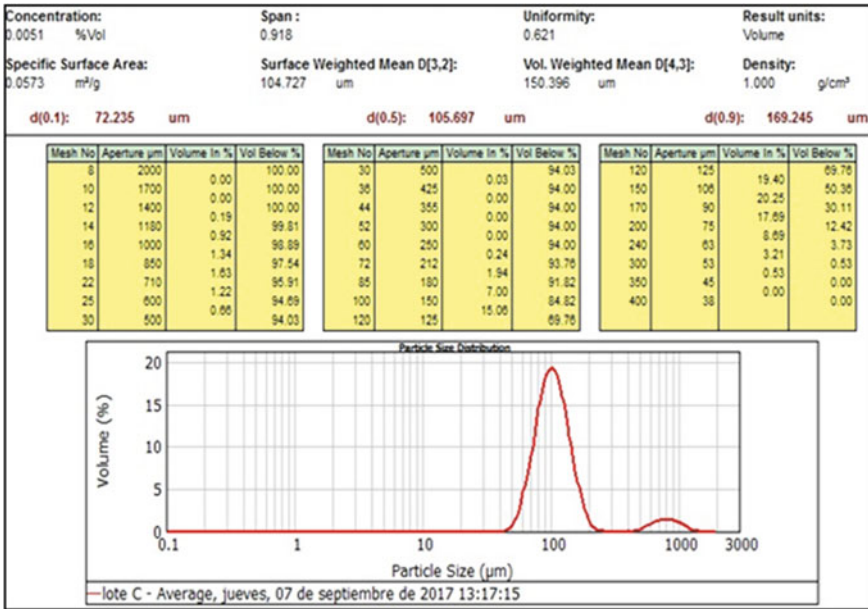 Concentration: Span : Uniformity: Result units:
0.0051 %Vol 0.918 0.621 Volume
Specific Surface Area: Surface Weighted Mean D[3,2]: Vol. Weighted Mean D[4,3]: Density:
0.0573 m²/g 104.727 um 150.396 um 1.000 g/cm³
d(0.1): 72.235 um d(0.5): 105.697 um d(0.9): 169.245 um
Mesh No Aperture µm Volume In % Vol Below %
8 2000 100.00
0.00
10 1700 100.00
0.00
12 1400 100.00
0.19
14 1180 99.81
0.92
16 1000 98.89
1.34
18 850 97.54
1.63
22 710 95.91
1.22
25 600 94.69
0.66
30 500 94.03
Mesh No Aperture µm Volume In % Vol Below %
30 500 94.03
0.03
36 425 94.00
0.00
44 355 94.00
0.00
52 300 94.00
0.00
60 250 94.00
0.24
72 212 93.76
1.94
85 180 91.82
7.00
100 150 84.82
15.06
120 125 69.76
Mesh No Aperture µm Volume In % Vol Below %
120 125 69.76
19.40
150 106 50.36
20.25
170 90 30.11
17.69
200 75 12.42
8.69
240 63 3.73
3.21
300 53 0.53
0.53
350 45 0.00
0.00
400 38 0.00
Particle Size Distribution
Volume (%)
20
15
10
5
0
0.1 1 10 100 1000 3000
Particle Size (µm)
lote C - Average, jueves, 07 de septiembre de 2017 13:17:15